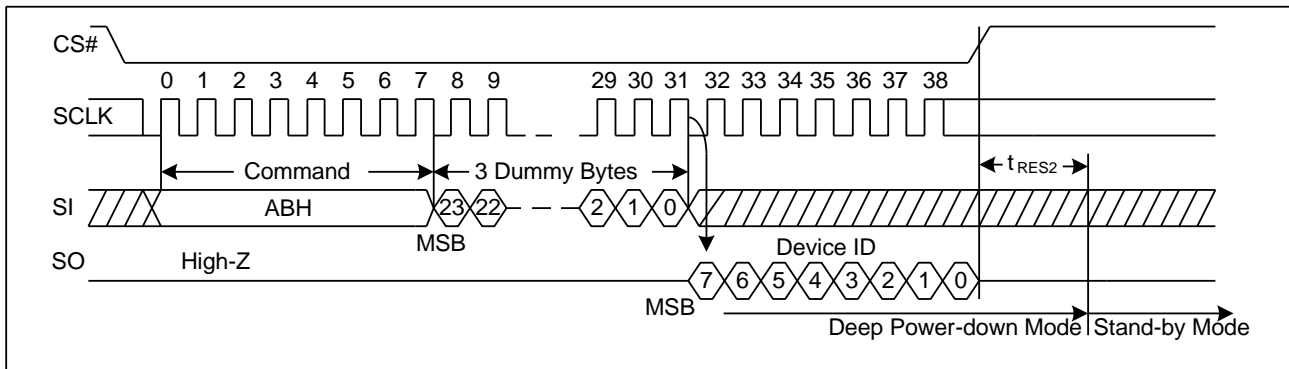 CS#
0 1 2 3 4 5 6 7 8 9 29 30 31 32 33 34 35 36 37 38
SCLK
Command 3 Dummy Bytes tRES2
SI ABH 23 22 2 1 0
MSB Device ID
SO High-Z 7 6 5 4 3 2 1 0
MSB
Deep Power-down Mode Stand-by Mode